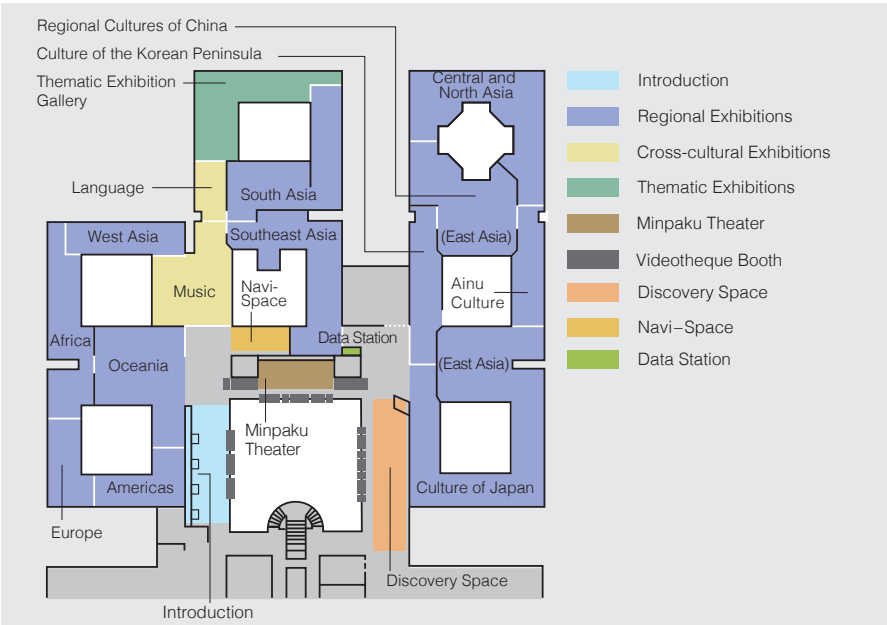 Regional Cultures of China
Culture of the Korean Peninsula
Thematic Exhibition
Gallery
Language
West Asia
South Asia
Southeast Asia
Music
Navi-
Space
Data Station
Africa
Oceania
Minpaku
Theater
Americas
Europe
Introduction
Central and
North Asia
(East Asia)
Ainu
Culture
(East Asia)
Culture of Japan
Discovery Space
Introduction
Regional Exhibitions
Cross-cultural Exhibitions
Thematic Exhibitions
Minpaku Theater
Videotheque Booth
Discovery Space
Navi–Space
Data Station